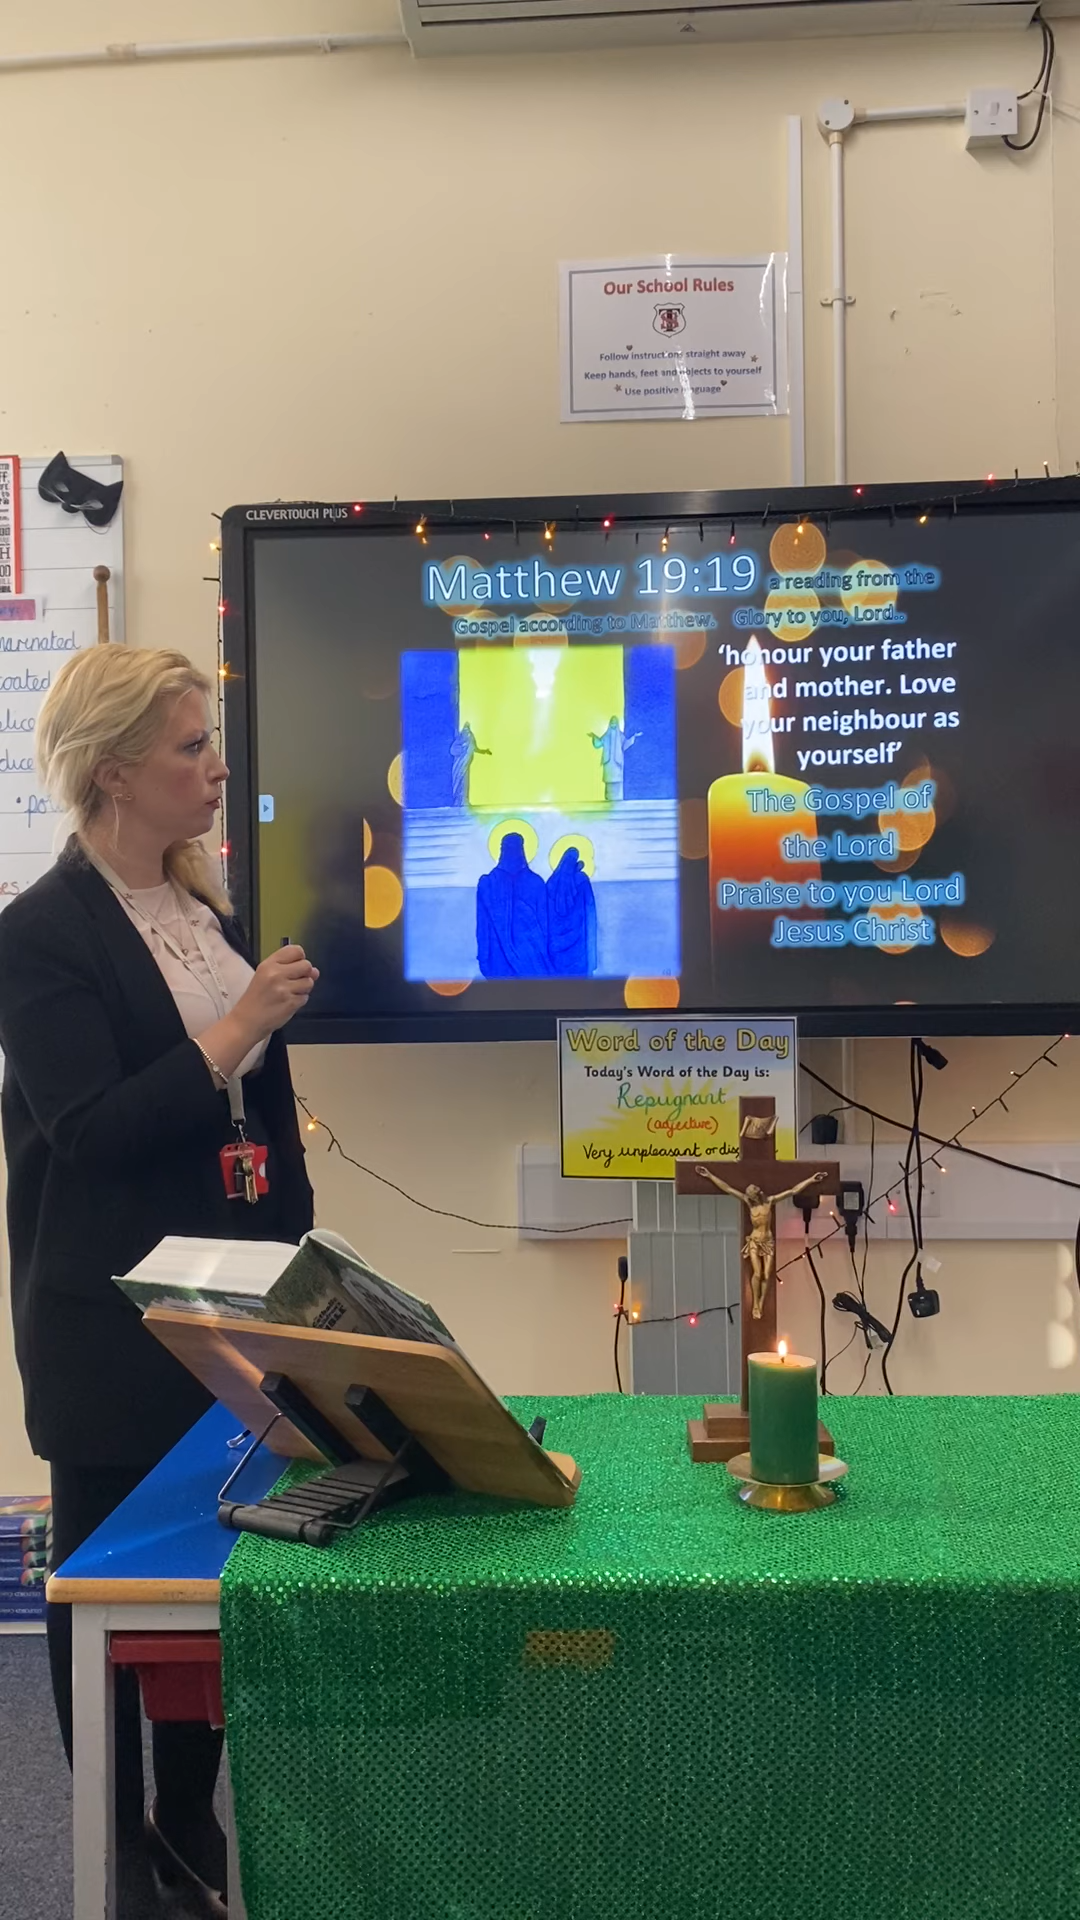 Our School Rules
Follow instructions straight away
Keep hands, feet and objects to yourself
Use positive language
CLEVERTOUCH PLUS
Matthew 19:19 a reading from the
Gospel according to Matthew. Glory to you, Lord..
‘honour your father
and mother. Love
your neighbour as
yourself’
The Gospel of
the Lord
Praise to you Lord
Jesus Christ
marinated
coated
Word of the Day
Today's Word of the Day is:
Repugnant
(adjective)
Very unpleasant or dis